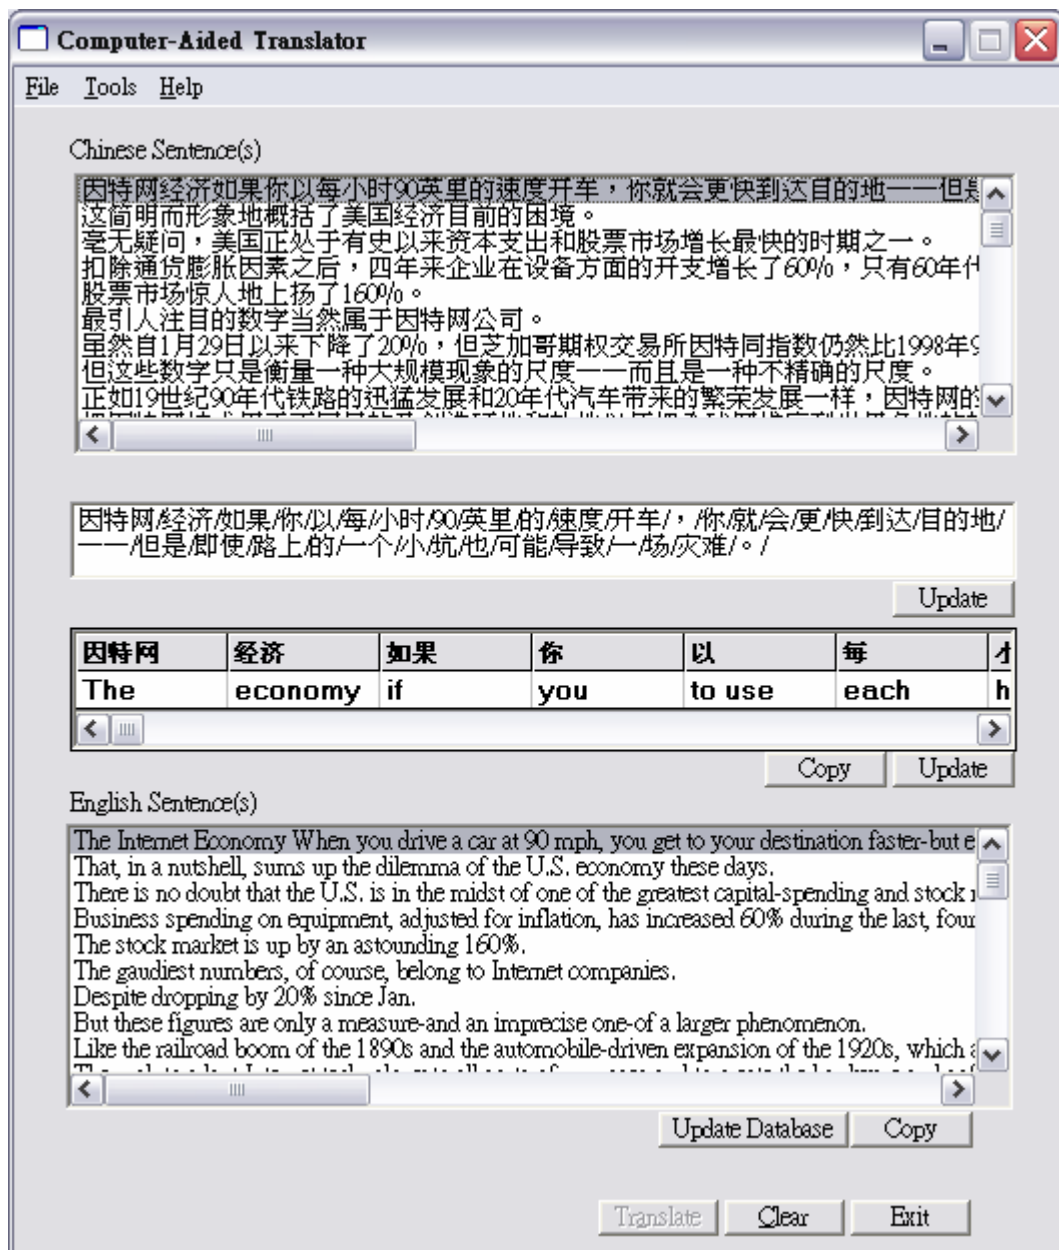 Computer-Aided Translator
File Tools Help
Chinese Sentence(s)
因特网经济如果你以每小时90英里的速度开车，你就会更快到达目的地——但是
这简明而形象地概括了美国经济目前的困境。
毫无疑问，美国正处于有史以来资本支出和股票市场增长最快的时期之一。
扣除通货膨胀因素之后，四年来企业在设备方面的开支增长了60%，只有60年代
股票市场惊人地上扬了160%。
最引人注目的数字当然属于因特网公司。
虽然自1月29日以来下降了20%，但芝加哥期权交易所因特同指数仍然比1998年9
但这些数字只是衡量一种大规模现象的尺度——而且是一种不精确的尺度。
正如19世纪90年代铁路的迅猛发展和20年代汽车带来的繁荣发展一样，因特网的
因特网/经济/如果/你/以/每/小时/90/英里/的/速度/开车/，/你/就/会/更/快/到达/目的地/
——/但是/即使/路上/的/一个/小/坑/也/可能/导致/一/场/灾难/。/
Update
因特网 经济 如果 你 以 每
The economy if you to use each h
Copy Update
English Sentence(s)
The Internet Economy When you drive a car at 90 mph, you get to your destination faster-but e
That, in a nutshell, sums up the dilemma of the U.S. economy these days.
There is no doubt that the U.S. is in the midst of one of the greatest capital-spending and stock
Business spending on equipment, adjusted for inflation, has increased 60% during the last, four
The stock market is up by an astounding 160%.
The gaudiest numbers, of course, belong to Internet companies.
Despite dropping by 20% since Jan.
But these figures are only a measure-and an imprecise one-of a larger phenomenon.
Like the railroad boom of the 1890s and the automobile-driven expansion of the 1920s, which a
Update Database Copy
Translate Clear Exit